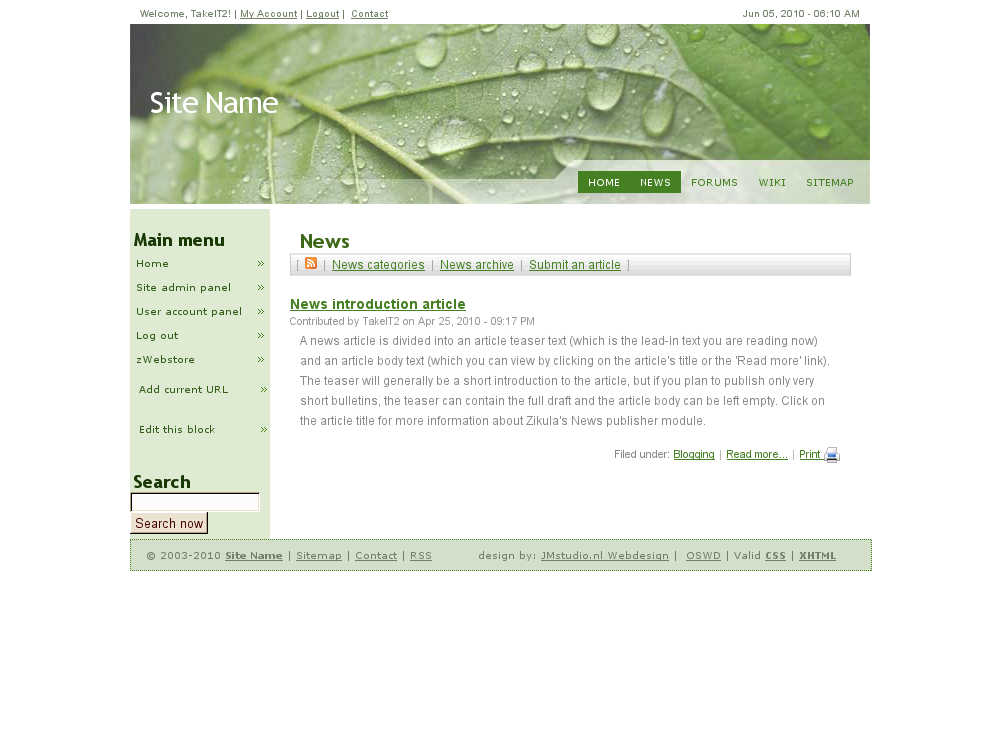 Welcome, TakeIT2! | My Account | Logout | Contact
Jun 05, 2010 - 06:10 AM
Site Name
HOME NEWS FORUMS WIKI SITEMAP
Main menu
Home »
Site admin panel »
User account panel »
Log out »
zWebstore »
Add current URL »
Edit this block »
Search
Search now
News
[ | News categories | News archive | Submit an article ]
News introduction article
Contributed by TakeIT2 on Apr 25, 2010 - 09:17 PM
A news article is divided into an article teaser text (which is the lead-in text you are reading now)
and an article body text (which you can view by clicking on the article's title or the 'Read more' link).
The teaser will generally be a short introduction to the article, but if you plan to publish only very
short bulletins, the teaser can contain the full draft and the article body can be left empty. Click on
the article title for more information about Zikula's News publisher module.
Filed under: Blogging | Read more... | Print
© 2003-2010 Site Name | Sitemap | Contact | RSS
design by: JMstudio.nl Webdesign | OSWD | Valid CSS | XHTML